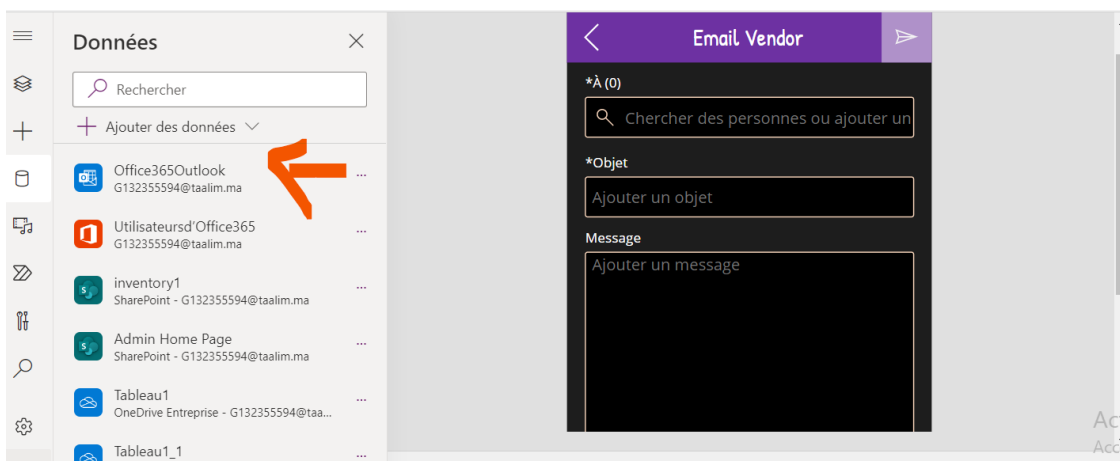 Données
Rechercher
Ajouter des données
Office365Outlook
G132355594@taalim.ma
Utilisateursd'Office365
G132355594@taalim.ma
inventory1
SharePoint - G132355594@taalim.ma
Admin Home Page
SharePoint - G132355594@taalim.ma
Tableau1
OneDrive Entreprise - G132355594@taa...
Tableau1_1
Email Vendor
*À (0)
Chercher des personnes ou ajouter un
*Objet
Ajouter un objet
Message
Ajouter un message